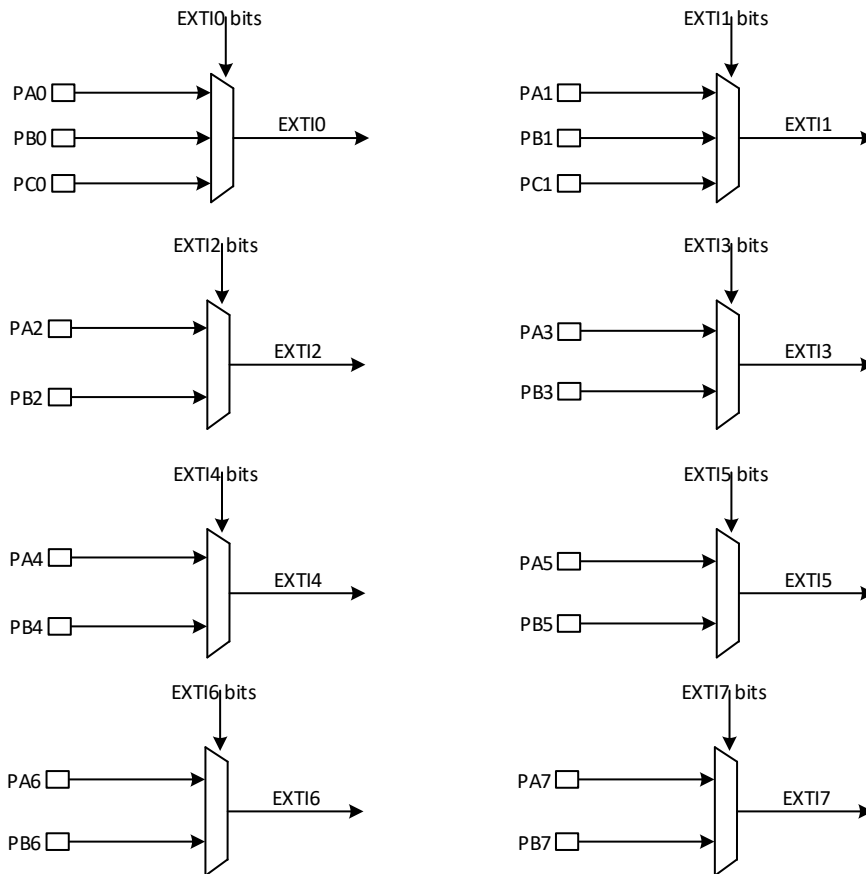 EXTI0 bits
PA0
PB0
PC0
EXTI0
EXTI1 bits
PA1
PB1
PC1
EXTI1
EXTI2 bits
PA2
PB2
EXTI2
EXTI3 bits
PA3
PB3
EXTI3
EXTI4 bits
PA4
PB4
EXTI4
EXTI5 bits
PA5
PB5
EXTI5
EXTI6 bits
PA6
PB6
EXTI6
EXTI7 bits
PA7
PB7
EXTI7